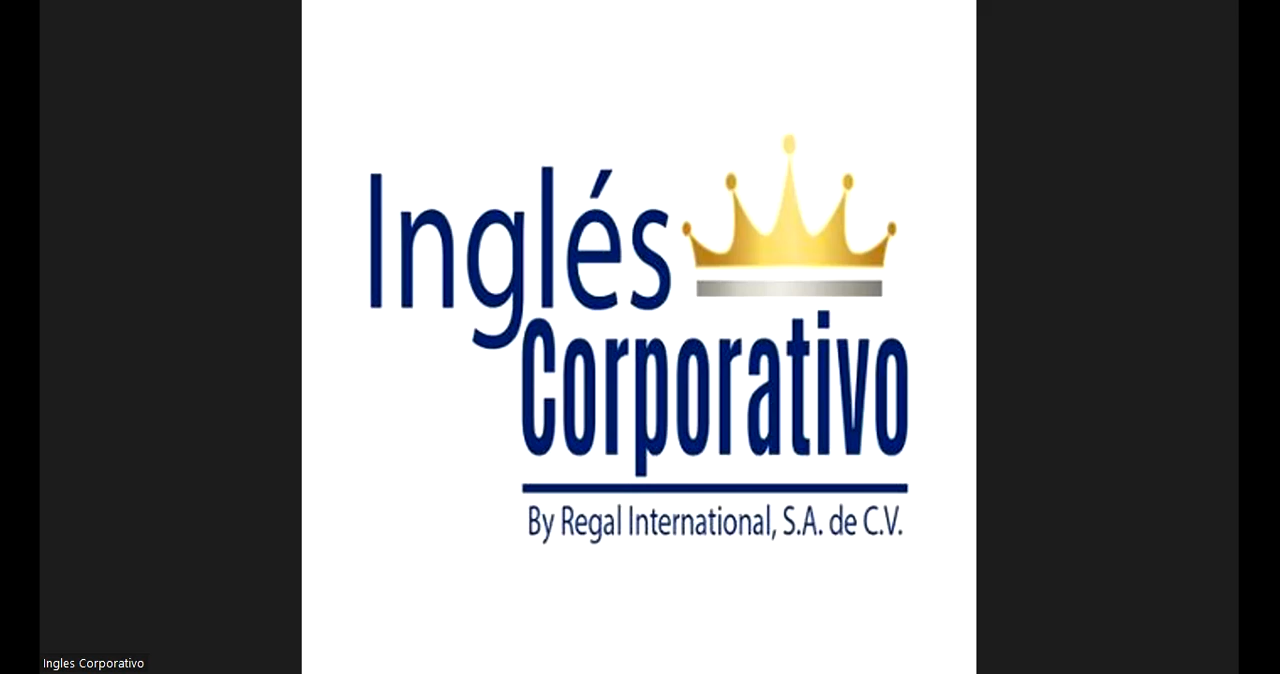 Inglés
Corporativo
By Regal International, S.A. de C.V.
Ingles Corporativo